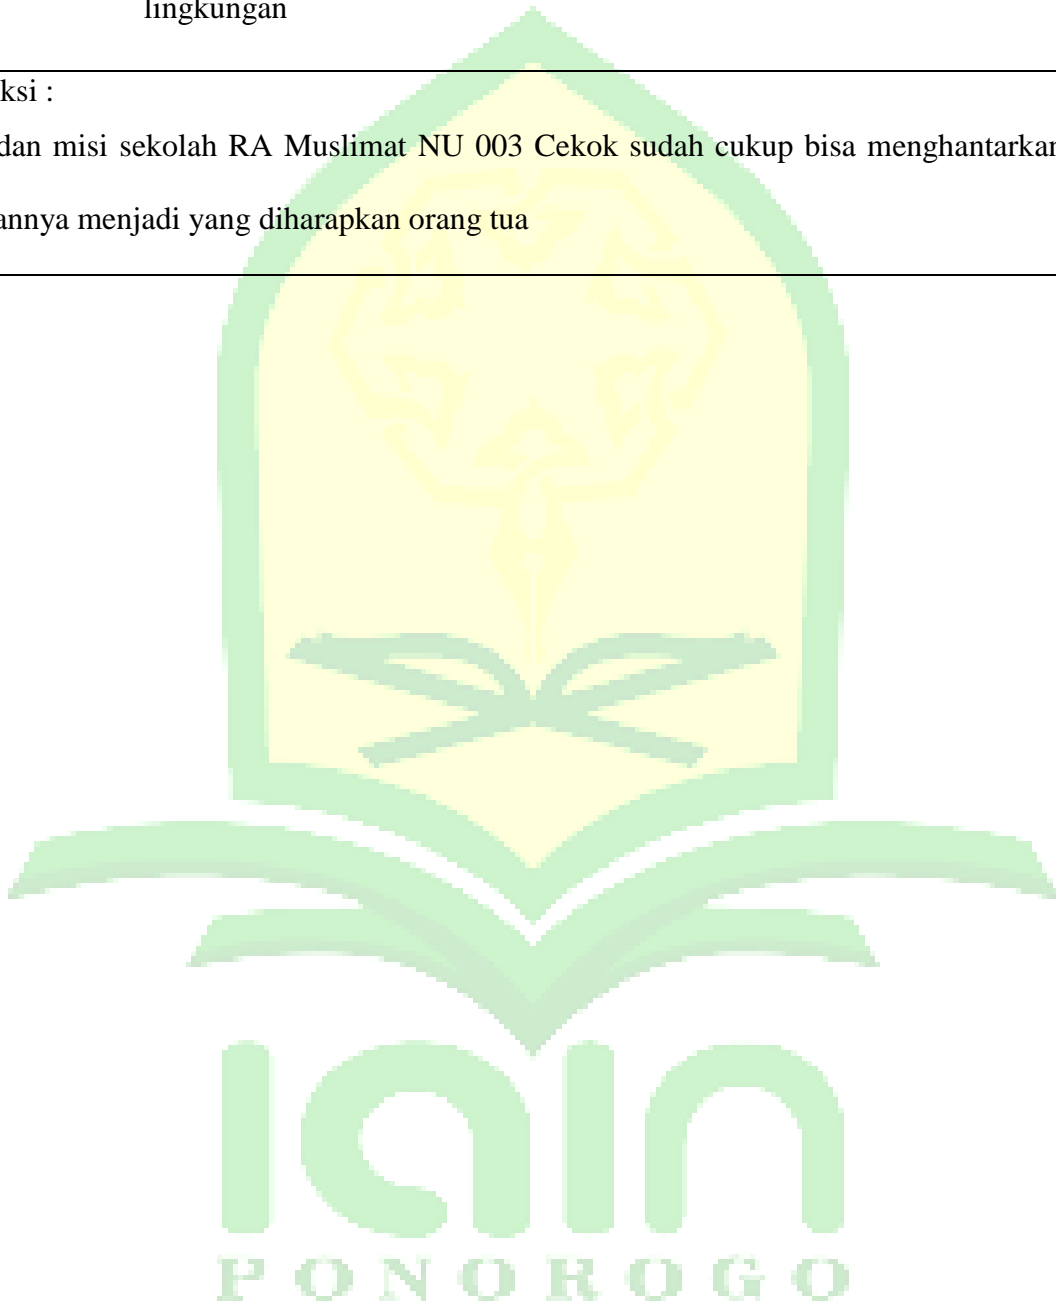 lingkungan
ksi :
dan misi sekolah RA Muslimat NU 003 Cekok sudah cukup bisa menghantarkan
annya menjadi yang diharapkan orang tua
iain
PONOROGO